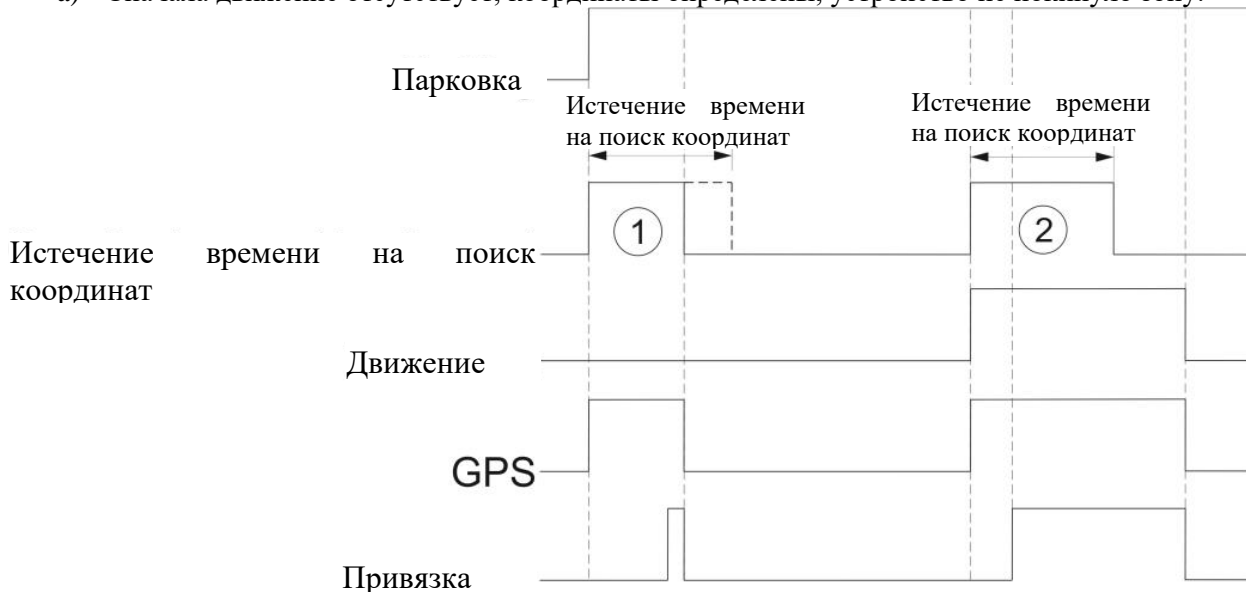 Парковка
Истечение времени
на поиск координат
Истечение времени
на поиск координат
1
2
Истечение времени на поиск
координат
Движение
GPS
Привязка